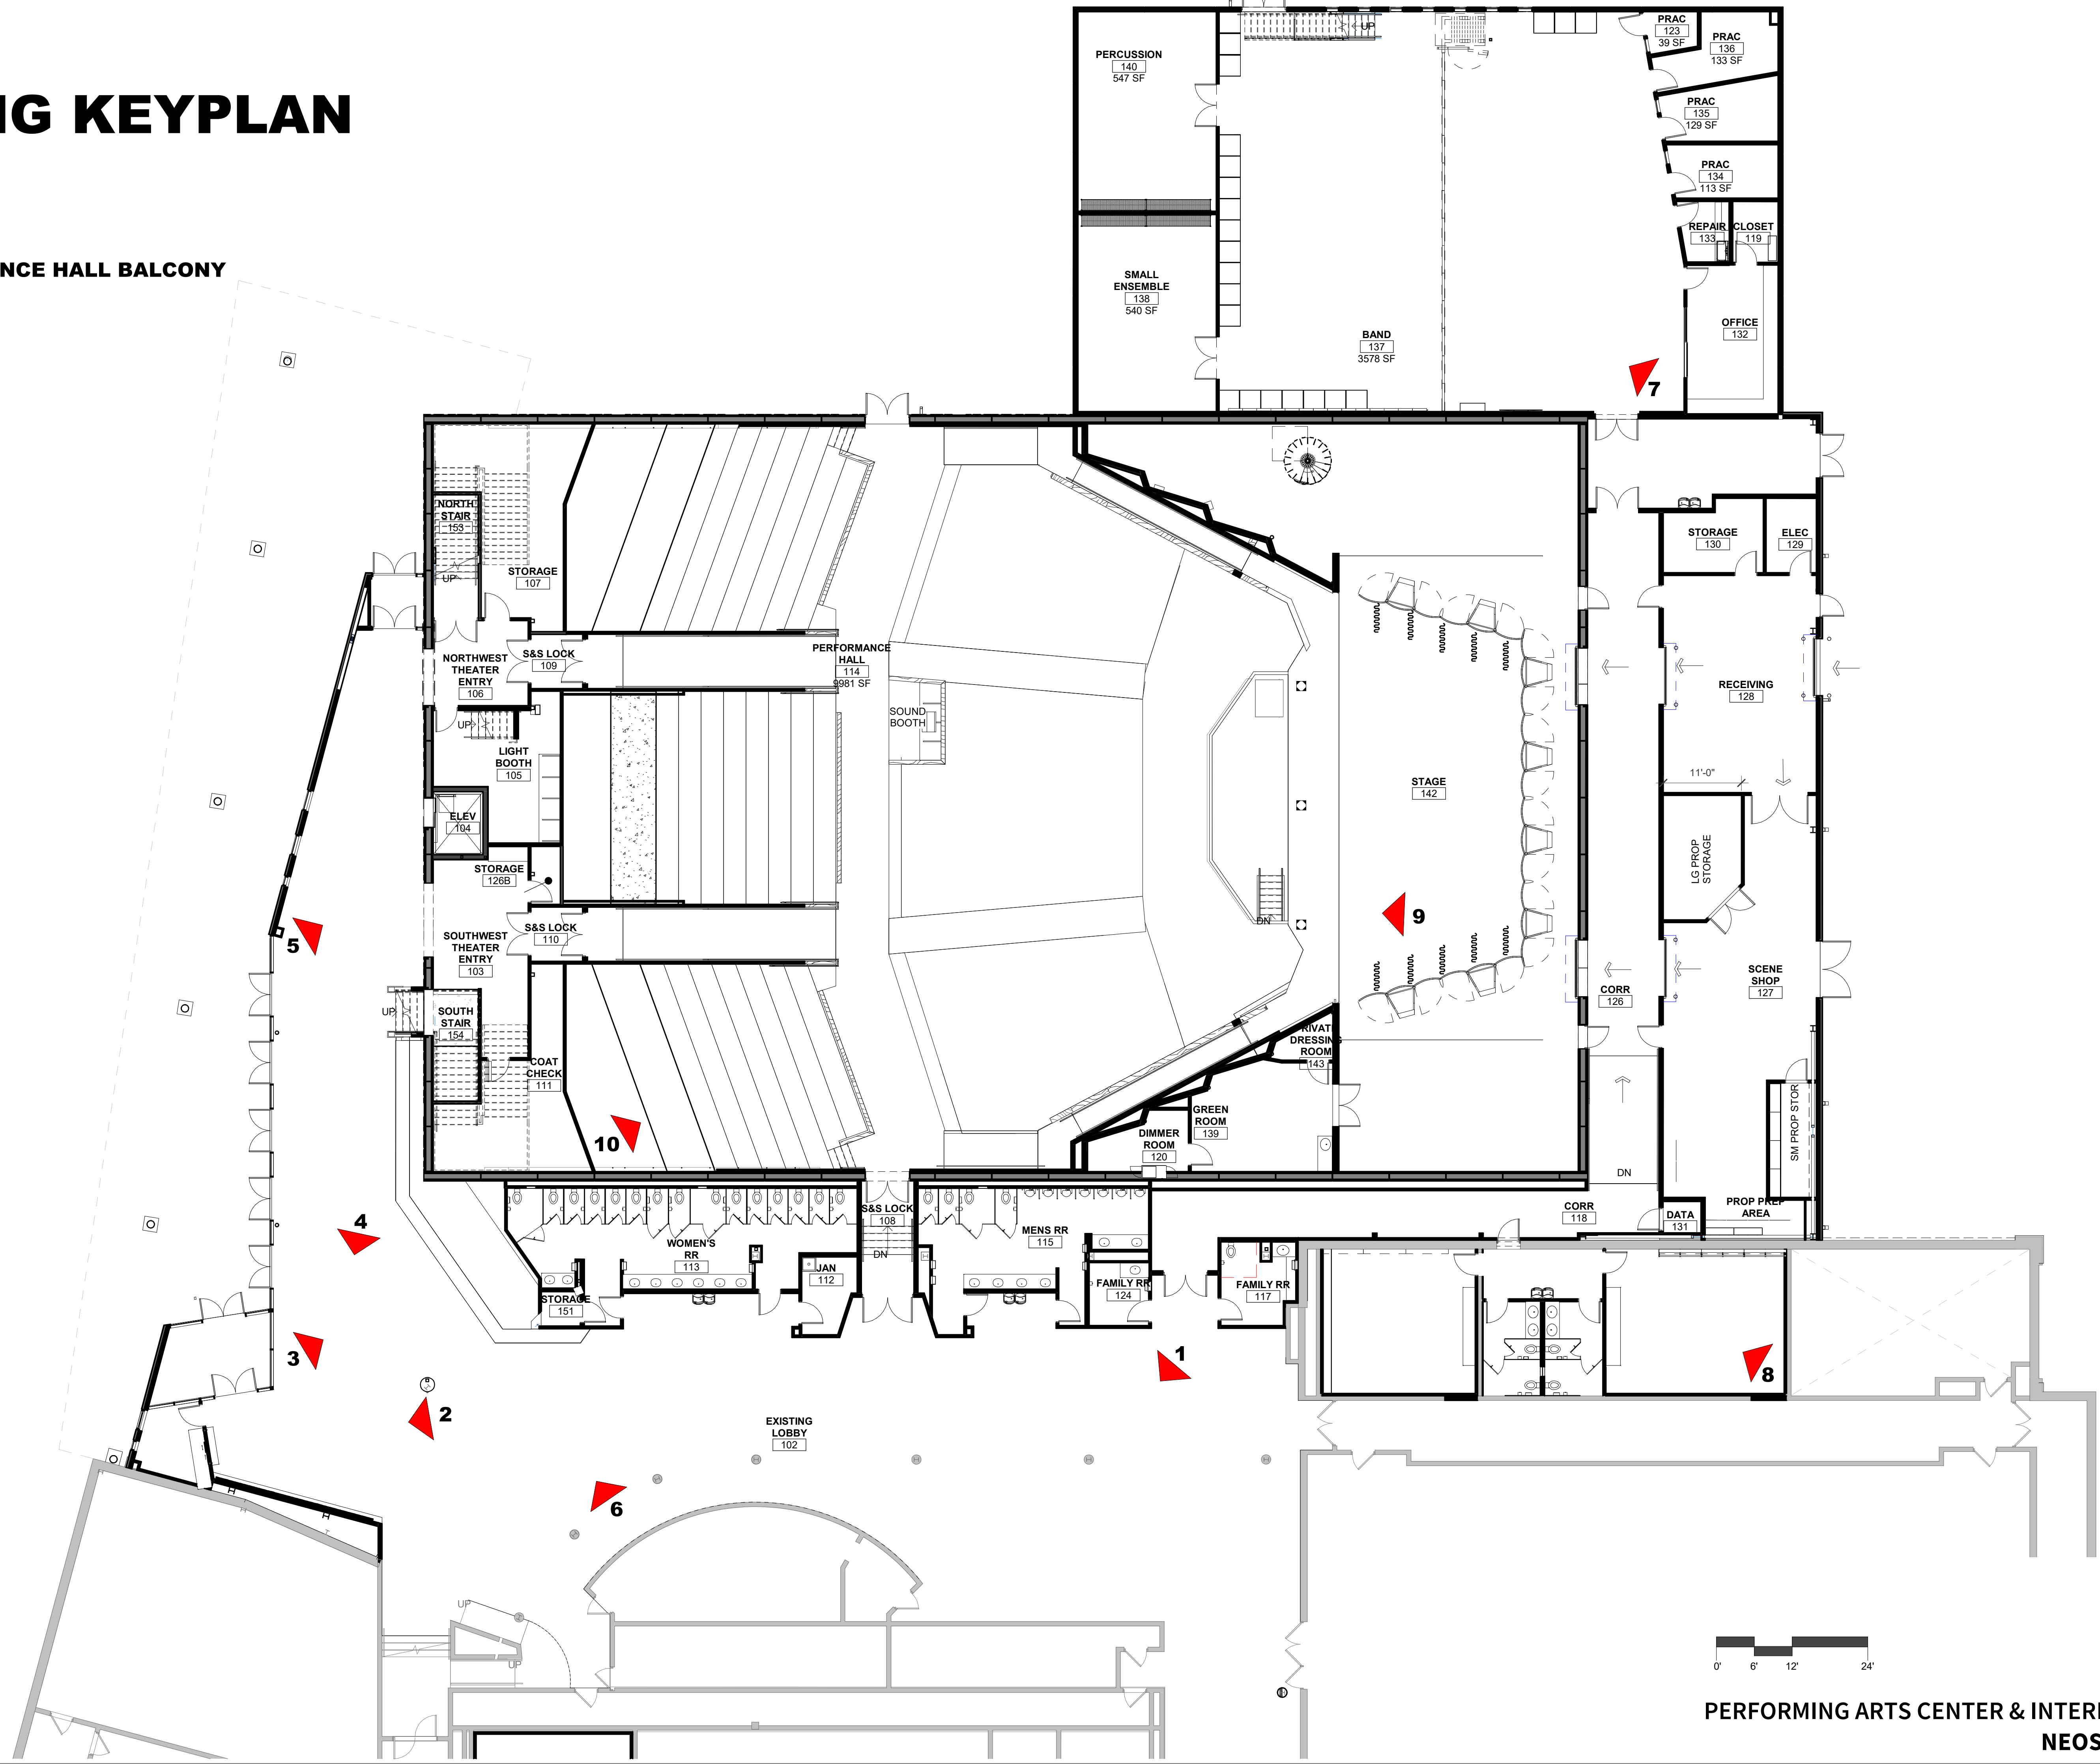 IG KEYPLAN
NCE HALL BALCONY
PERCUSSION
140
547 SF
UP
PRAC
123
39 SF
PRAC
136
133 SF
PRAC
135
129 SF
PRAC
134
113 SF
REPAIR
133
CLOSET
119
SMALL
ENSEMBLE
138
540 SF
BAND
137
3578 SF
OFFICE
132
7
NORTH
STAIR
153
UP
STORAGE
107
STORAGE
130
ELEC
129
NORTHWEST
THEATER
ENTRY
106
S&S LOCK
109
PERFORMANCE
HALL
114
9981 SF
SOUND
BOOTH
RECEIVING
128
UP
LIGHT
BOOTH
105
11'-0"
STAGE
142
ELEV
104
LG PROP
STORAGE
STORAGE
126B
5
SOUTHWEST
THEATER
ENTRY
103
S&S LOCK
110
DN
9
SCENE
SHOP
127
CORR
126
UP
SOUTH
STAIR
154
COAT
CHECK
111
RIVAT
DRESSING
ROOM
143
10
GREEN
ROOM
139
DIMMER
ROOM
120
SM PROP STOR
DN
4
S&S LOCK
108
DN
WOMEN'S
RR
113
MENS RR
115
CORR
118
DATA
131
PROP PREP
AREA
JAN
112
STORAGE
151
FAMILY RR
124
FAMILY RR
117
3
1
8
2
EXISTING
LOBBY
102
6
UP
UP
0'
6'
12'
24'
PERFORMING ARTS CENTER & INTER
NEOS